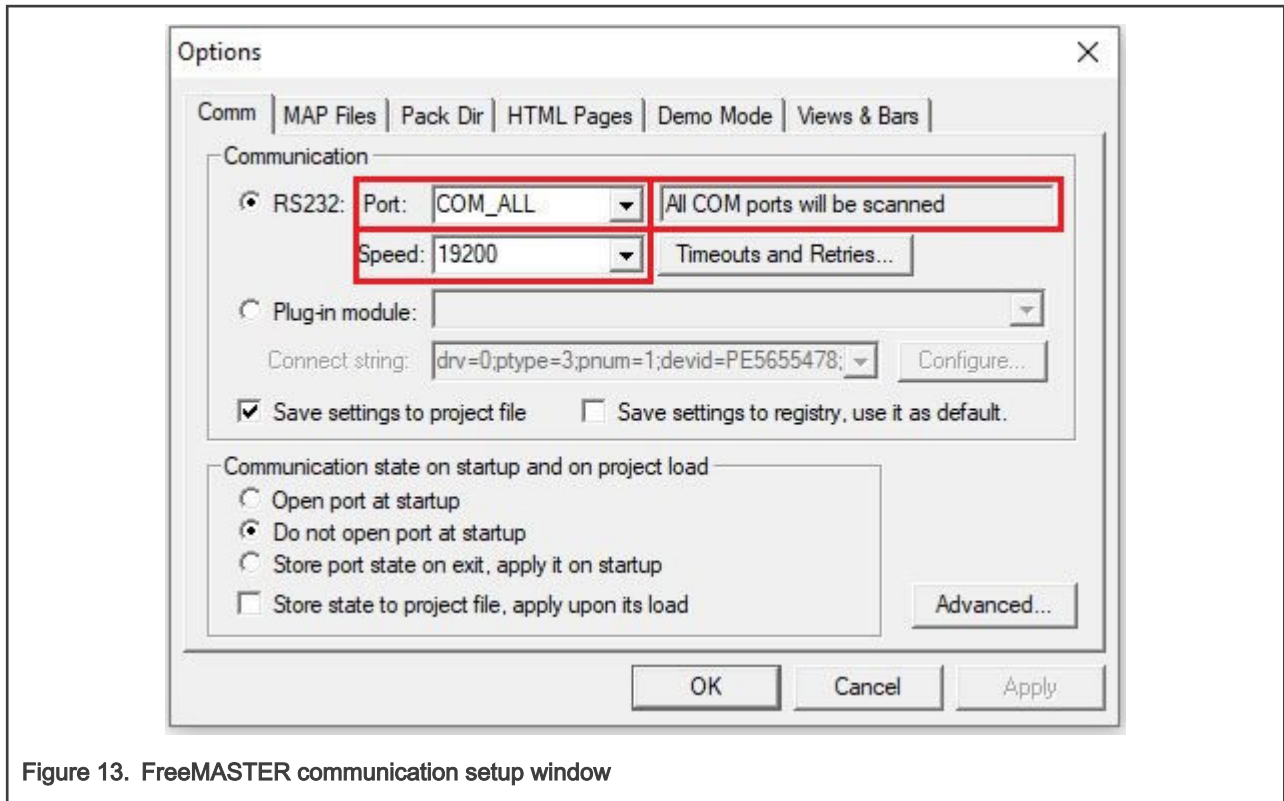 Options
Comm MAP Files Pack Dir HTML Pages Demo Mode Views & Bars
Communication
RS232: Port: COM_ALL All COM ports will be scanned
Speed: 19200 Timeouts and Retries...
Plug-in module:
Connect string: drv=0;ptype=3;pnum=1;devid=PE5655478; Configure...
Save settings to project file Save settings to registry, use it as default.
Communication state on startup and on project load
Open port at startup
Do not open port at startup
Store port state on exit, apply it on startup
Store state to project file, apply upon its load Advanced...
OK Cancel Apply
Figure 13. FreeMASTER communication setup window